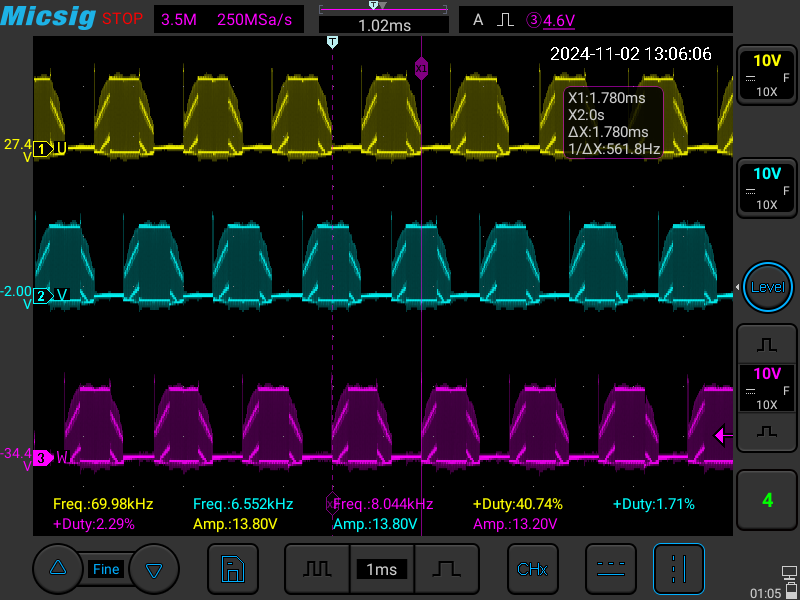 Micsig STOP 3.5M 250MSa/s 1.02ms A 3 4.6V
T
2024-11-02 13:06:06
X1
10V
F
10X
X1:1.780ms
X2:0s
ΔX:1.780ms
1/ΔX:561.8Hz
27.4
V
1 U
10V
F
10X
-2.00
V
2 V
Level
10V
F
10X
-34.4
V
3 W
Freq.:69.98kHz Freq.:6.552kHz Freq.:8.044kHz +Duty:40.74% +Duty:1.71%
+Duty:2.29% Amp.:13.80V Amp.:13.80V Amp.:13.20V
4
Fine 1ms CHx
01:05